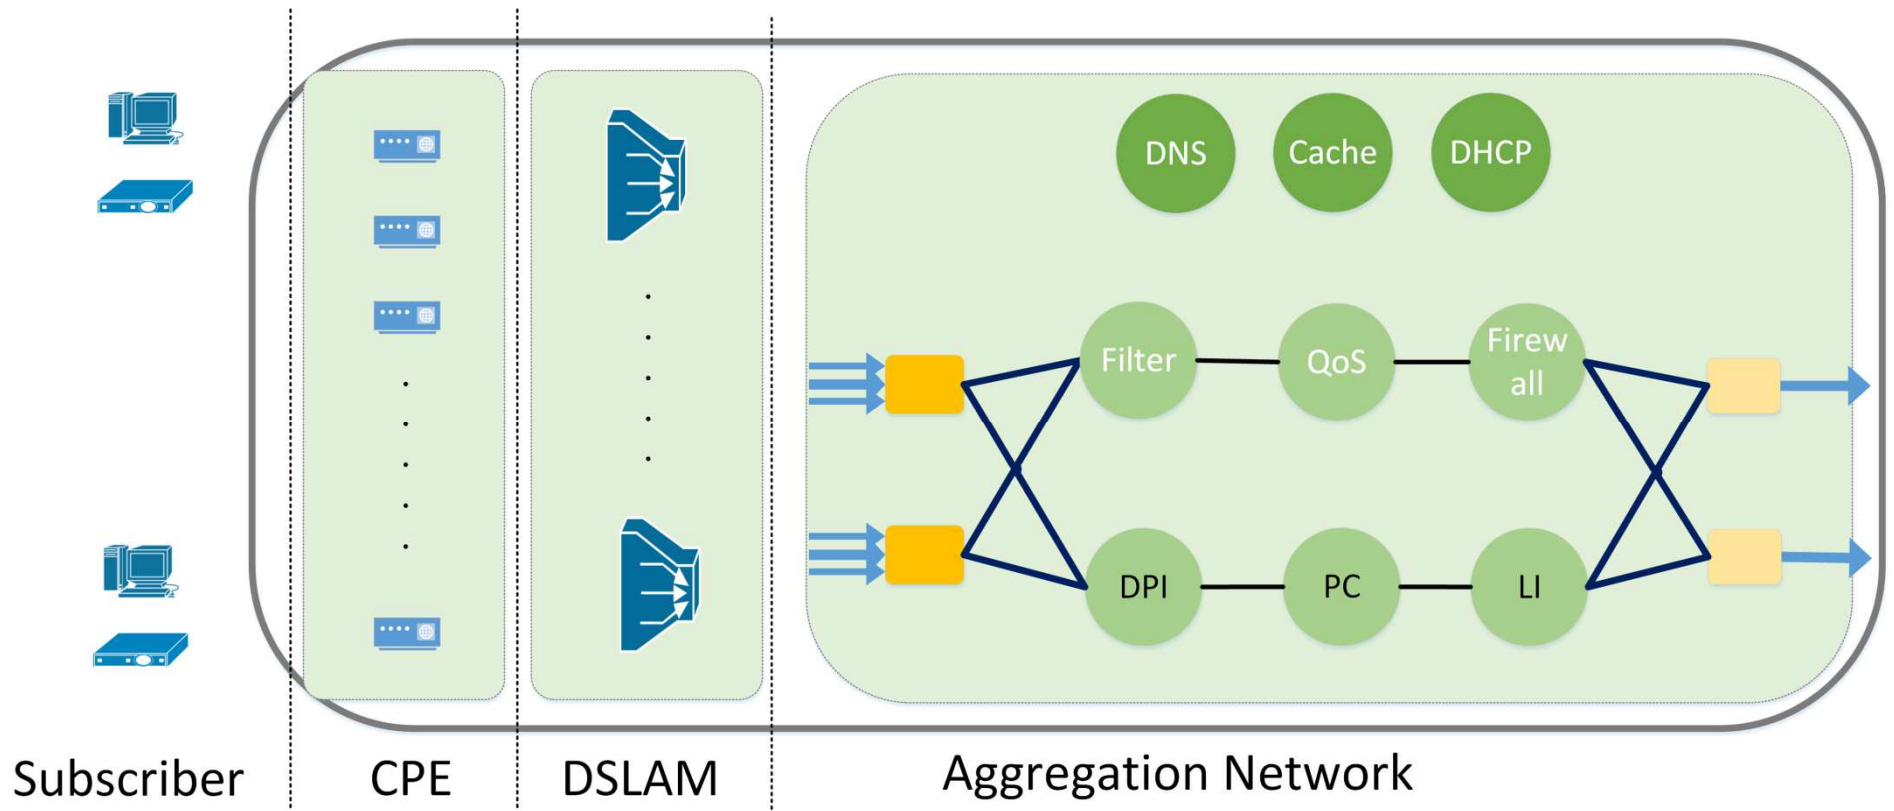 DNS
Cache
DHCP
Filter
QoS
Firew
all
DPI
PC
LI
Subscriber
CPE
DSLAM
Aggregation Network